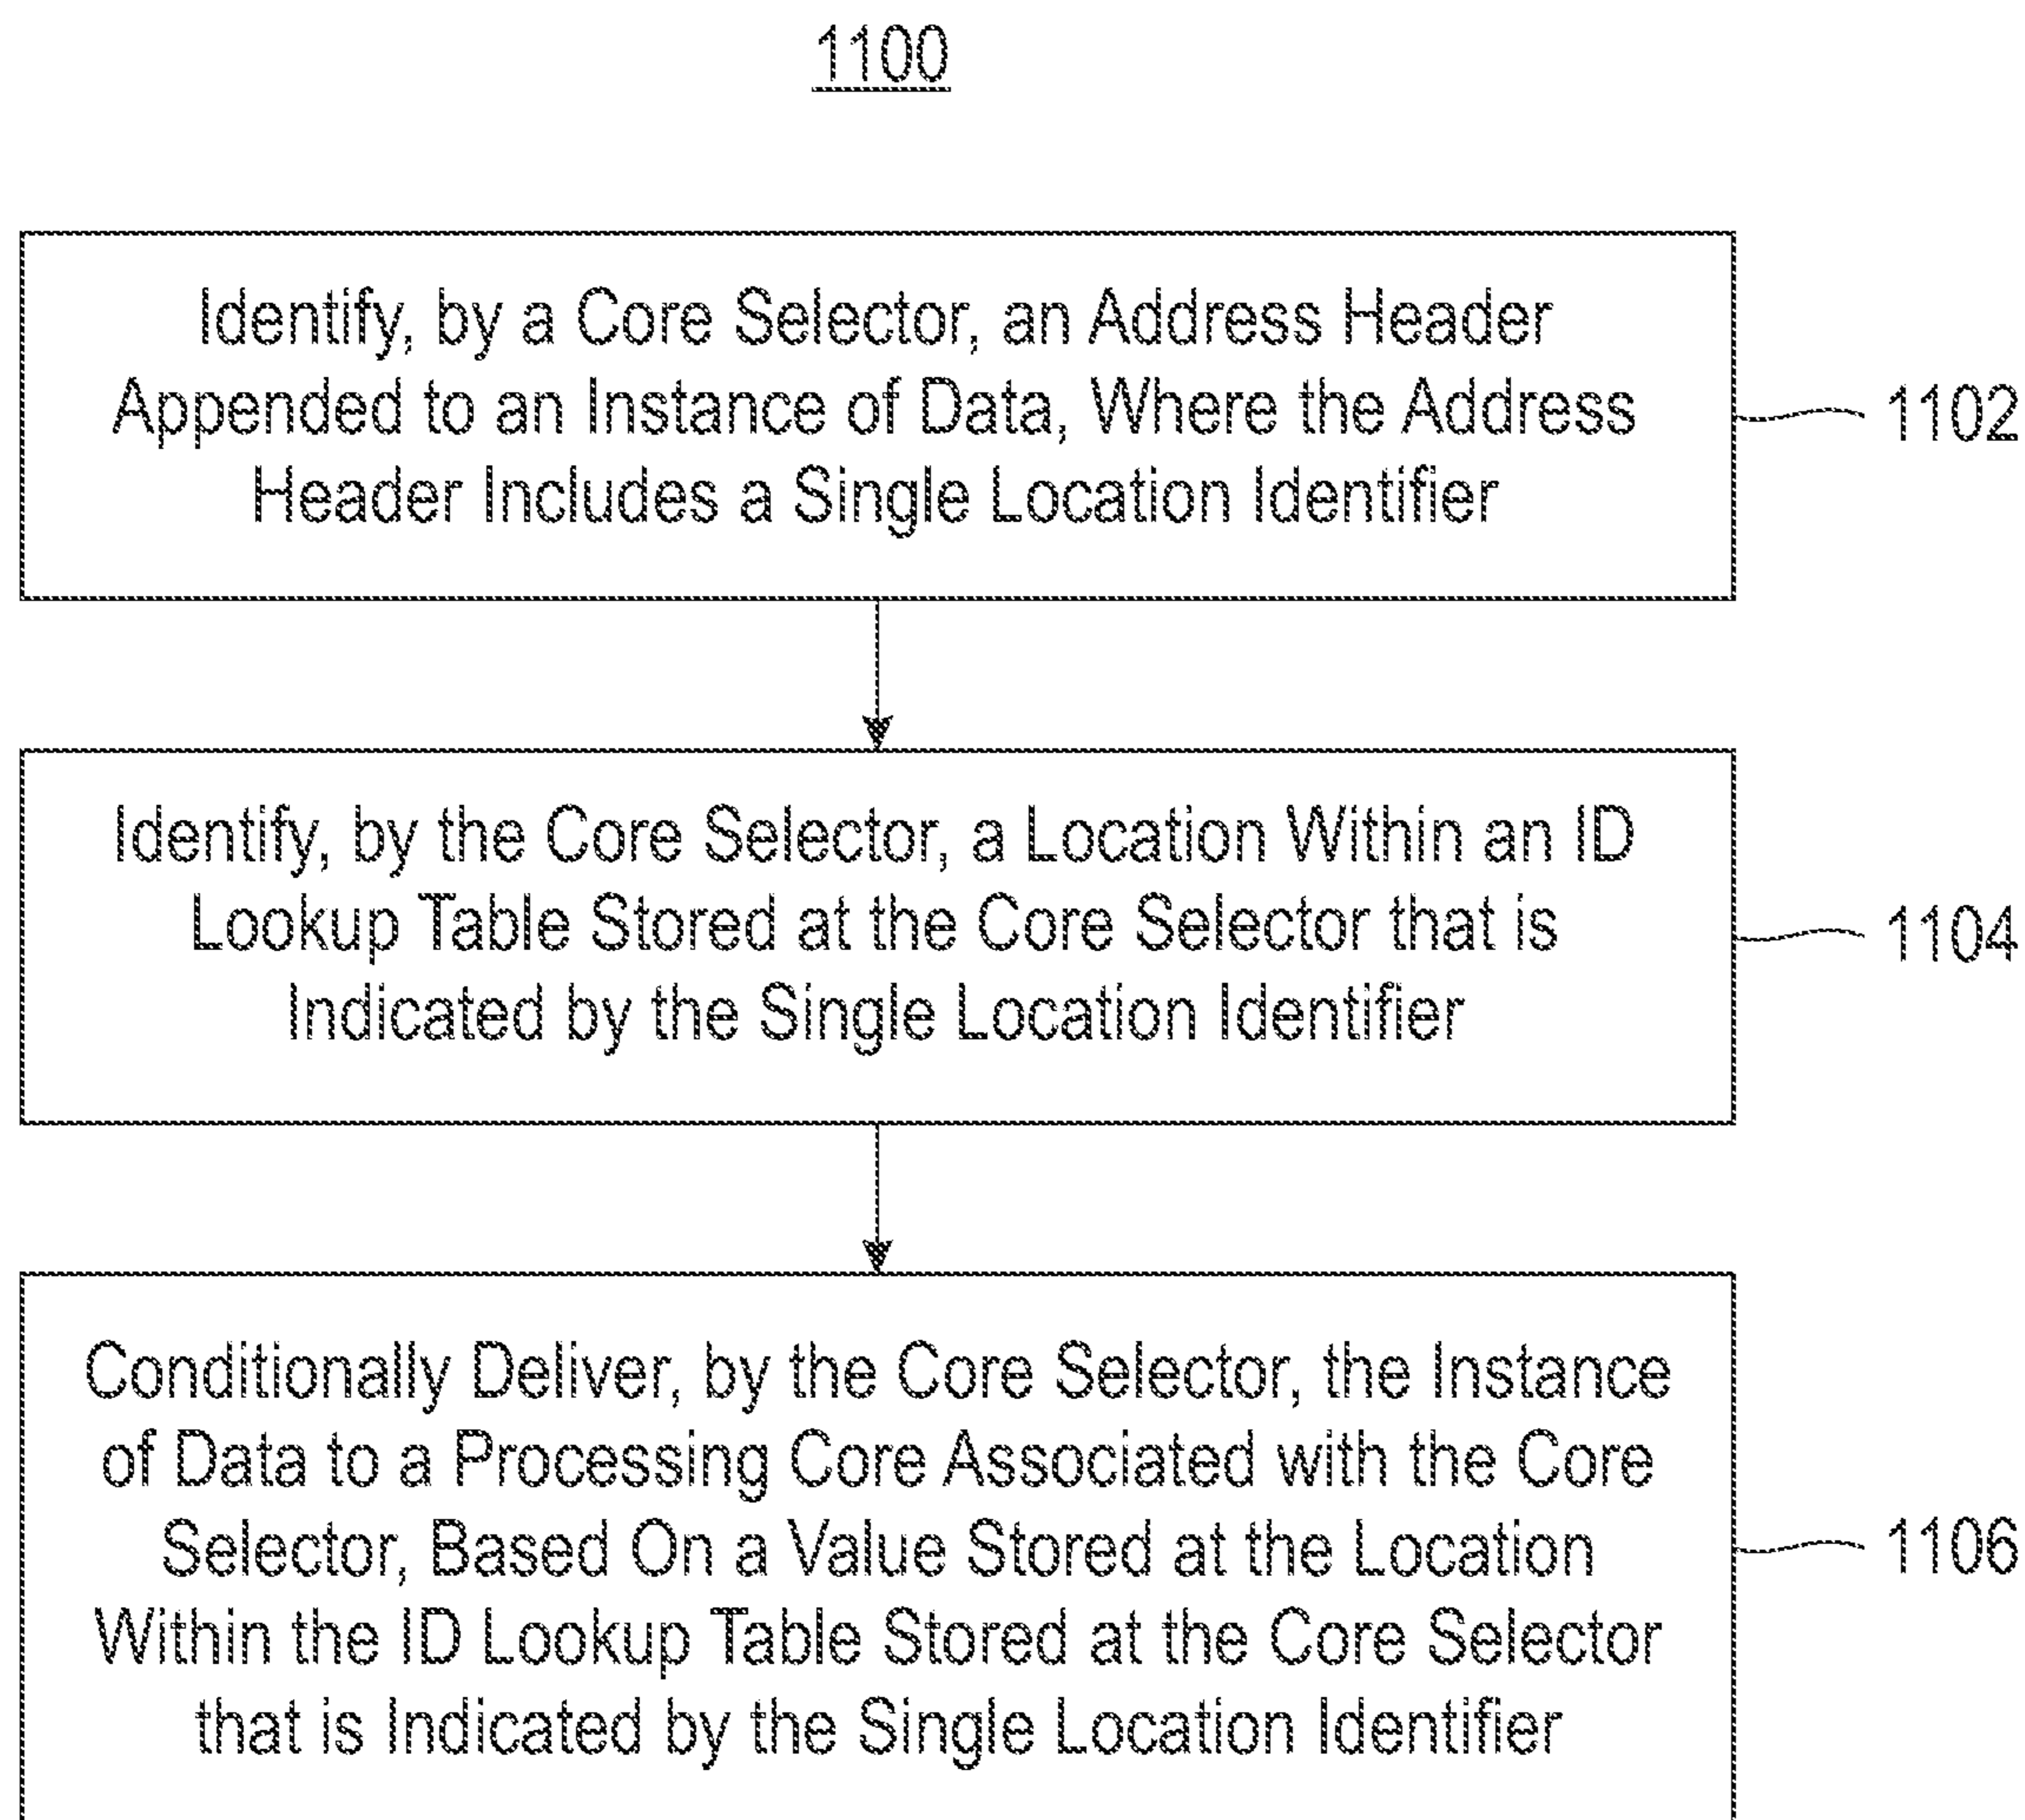 1100
Identify, by a Core Selector, an Address Header
Appended to an Instance of Data, Where the Address
Header Includes a Single Location Identifier
1102
Identify, by the Core Selector, a Location Within an ID
Lookup Table Stored at the Core Selector that is
Indicated by the Single Location Identifier
1104
Conditionally Deliver, by the Core Selector, the Instance
of Data to a Processing Core Associated with the Core
Selector, Based On a Value Stored at the Location
Within the ID Lookup Table Stored at the Core Selector
that is Indicated by the Single Location Identifier
1106